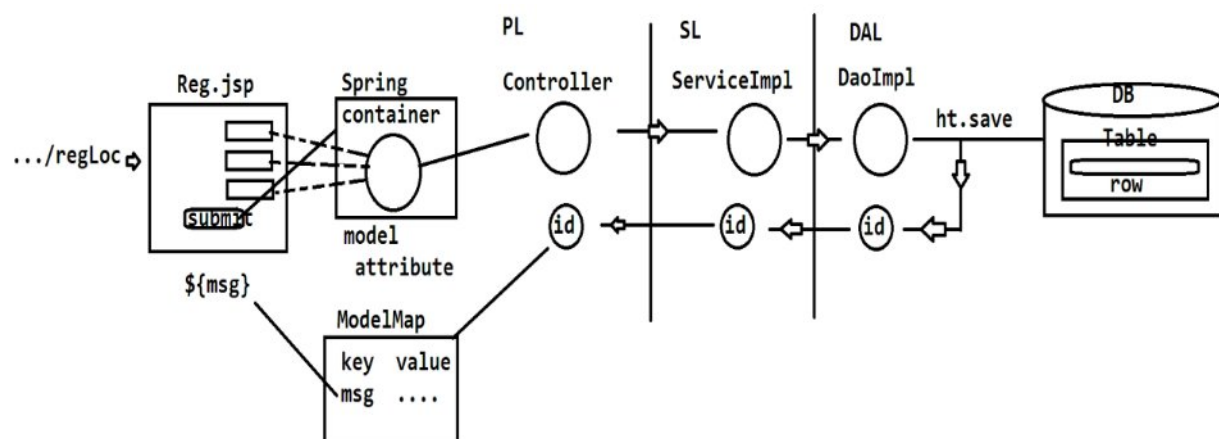 PL SL DAL
Reg.jsp Spring Controller ServiceImpl DaoImpl
container DB
ht.save
Table
.../regLoc
row
submit id id id
model
attribute
${msg}
ModelMap
key value
msg ....